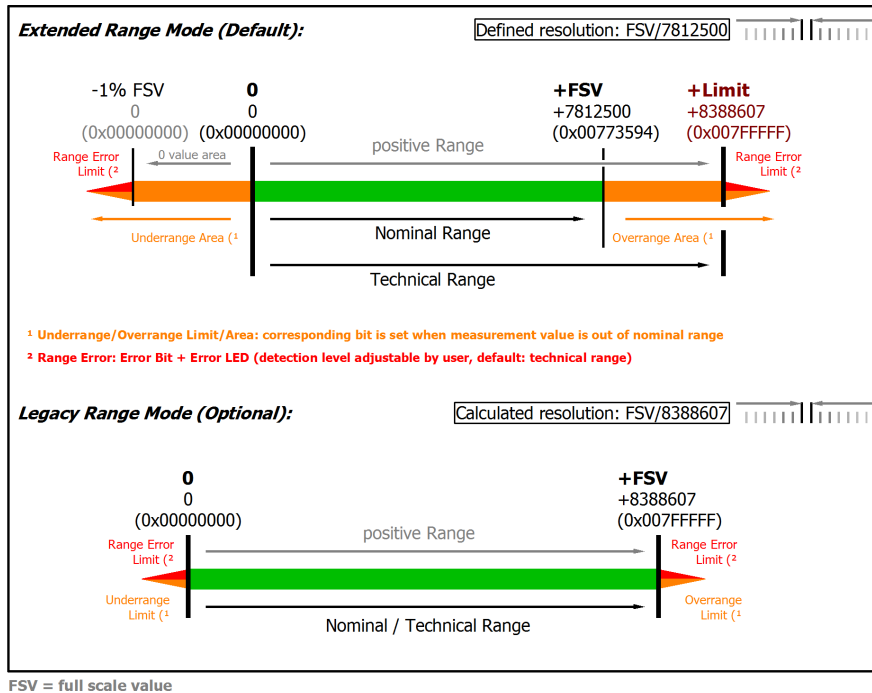 Extended Range Mode (Default):
Defined resolution: FSV/7812500
-1% FSV
0
+FSV
+Limit
0
0
+7812500
+8388607
(0x00000000)
(0x00000000)
(0x00773594)
(0x007FFFFF)
Range Error
Limit (²
0 value area
positive Range
Range Error
Limit (²
Underrange Area (¹
Nominal Range
Overrange Area (¹
Technical Range
¹ Underrange/Overrange Limit/Area: corresponding bit is set when measurement value is out of nominal range
² Range Error: Error Bit + Error LED (detection level adjustable by user, default: technical range)
Legacy Range Mode (Optional):
Calculated resolution: FSV/8388607
0
+FSV
0
+8388607
(0x00000000)
(0x007FFFFF)
Range Error
Limit (²
positive Range
Range Error
Limit (²
Underrange
Limit (¹
Overrange
Limit (¹
Nominal / Technical Range
FSV = full scale value